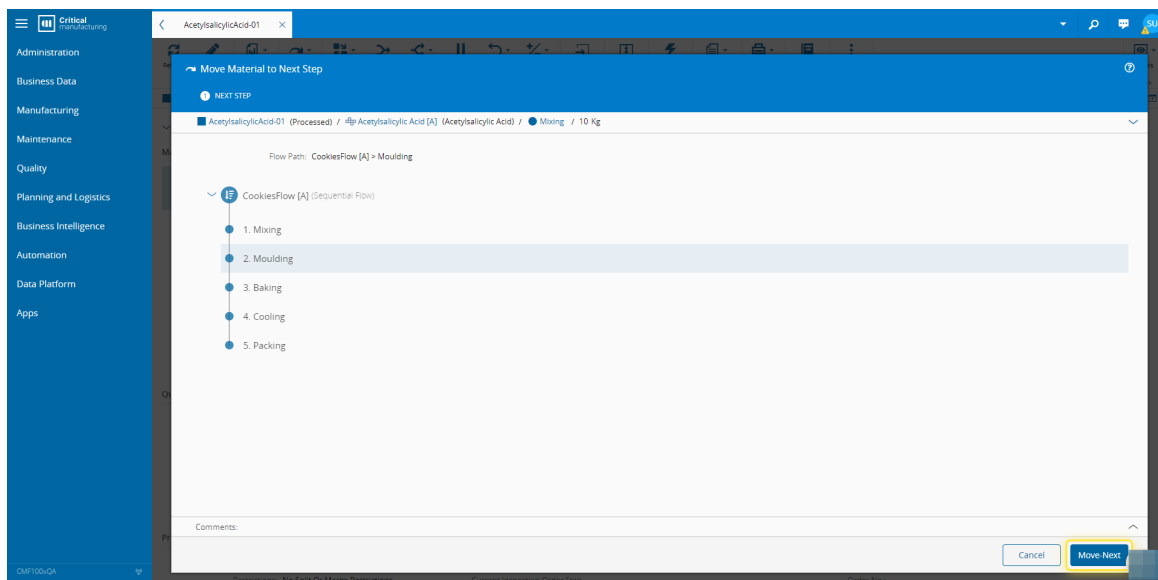 Critical
manufacturing
AcetylsalicylicAcid-01
SU
Administration
Business Data
Manufacturing
Maintenance
Quality
Planning and Logistics
Business Intelligence
Automation
Data Platform
Apps
CMF100xQA
Move Material to Next Step
1 NEXT STEP
AcetylsalicylicAcid-01 (Processed) / Acetylsalicylic Acid [A] (Acetylsalicylic Acid) / Mixing / 10 Kg
Flow Path: CookiesFlow [A] > Moulding
CookiesFlow [A] (Sequential Flow)
1. Mixing
2. Moulding
3. Baking
4. Cooling
5. Packing
Comments:
Cancel
Move-Next